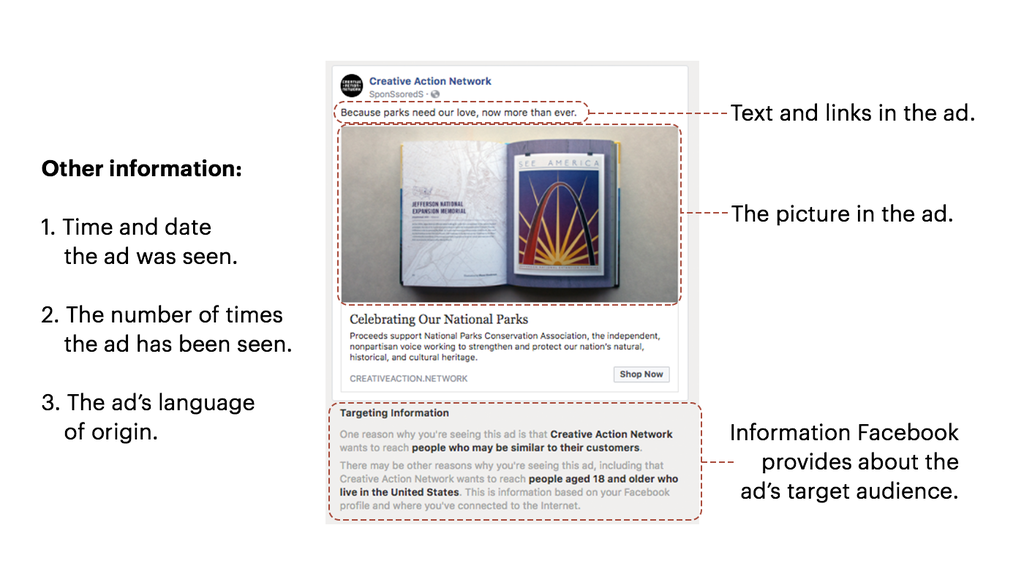 Other information:
1. Time and date
the ad was seen.
2. The number of times
the ad has been seen.
3. The ad's language
of origin.
CREATIVE
ACTION
NETWORK
Creative Action Network
SponSsoredS ·
Because parks need our love, now more than ever.
JEFFERSON NATIONAL
EXPANSION MEMORIAL
SEE AMERICA
Celebrating Our National Parks
Proceeds support National Parks Conservation Association, the independent,
nonpartisan voice working to strengthen and protect our nation's natural,
historical, and cultural heritage.
CREATIVEACTION.NETWORK
Shop Now
Targeting Information
One reason why you're seeing this ad is that Creative Action Network
wants to reach people who may be similar to their customers.
There may be other reasons why you're seeing this ad, including that
Creative Action Network wants to reach people aged 18 and older who
live in the United States. This is information based on your Facebook
profile and where you've connected to the Internet.
Text and links in the ad.
The picture in the ad.
Information Facebook
provides about the
ad's target audience.